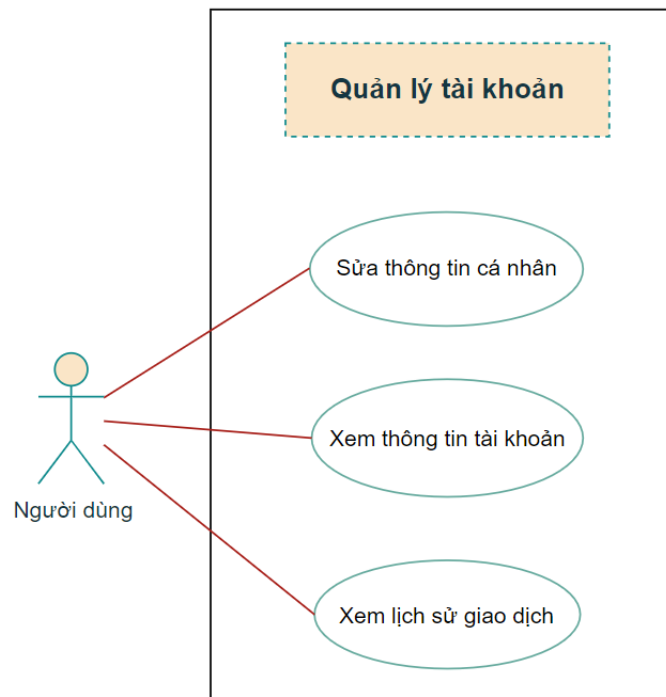 Quản lý tài khoản
Sửa thông tin cá nhân
Xem thông tin tài khoản
Người dùng
Xem lịch sử giao dịch